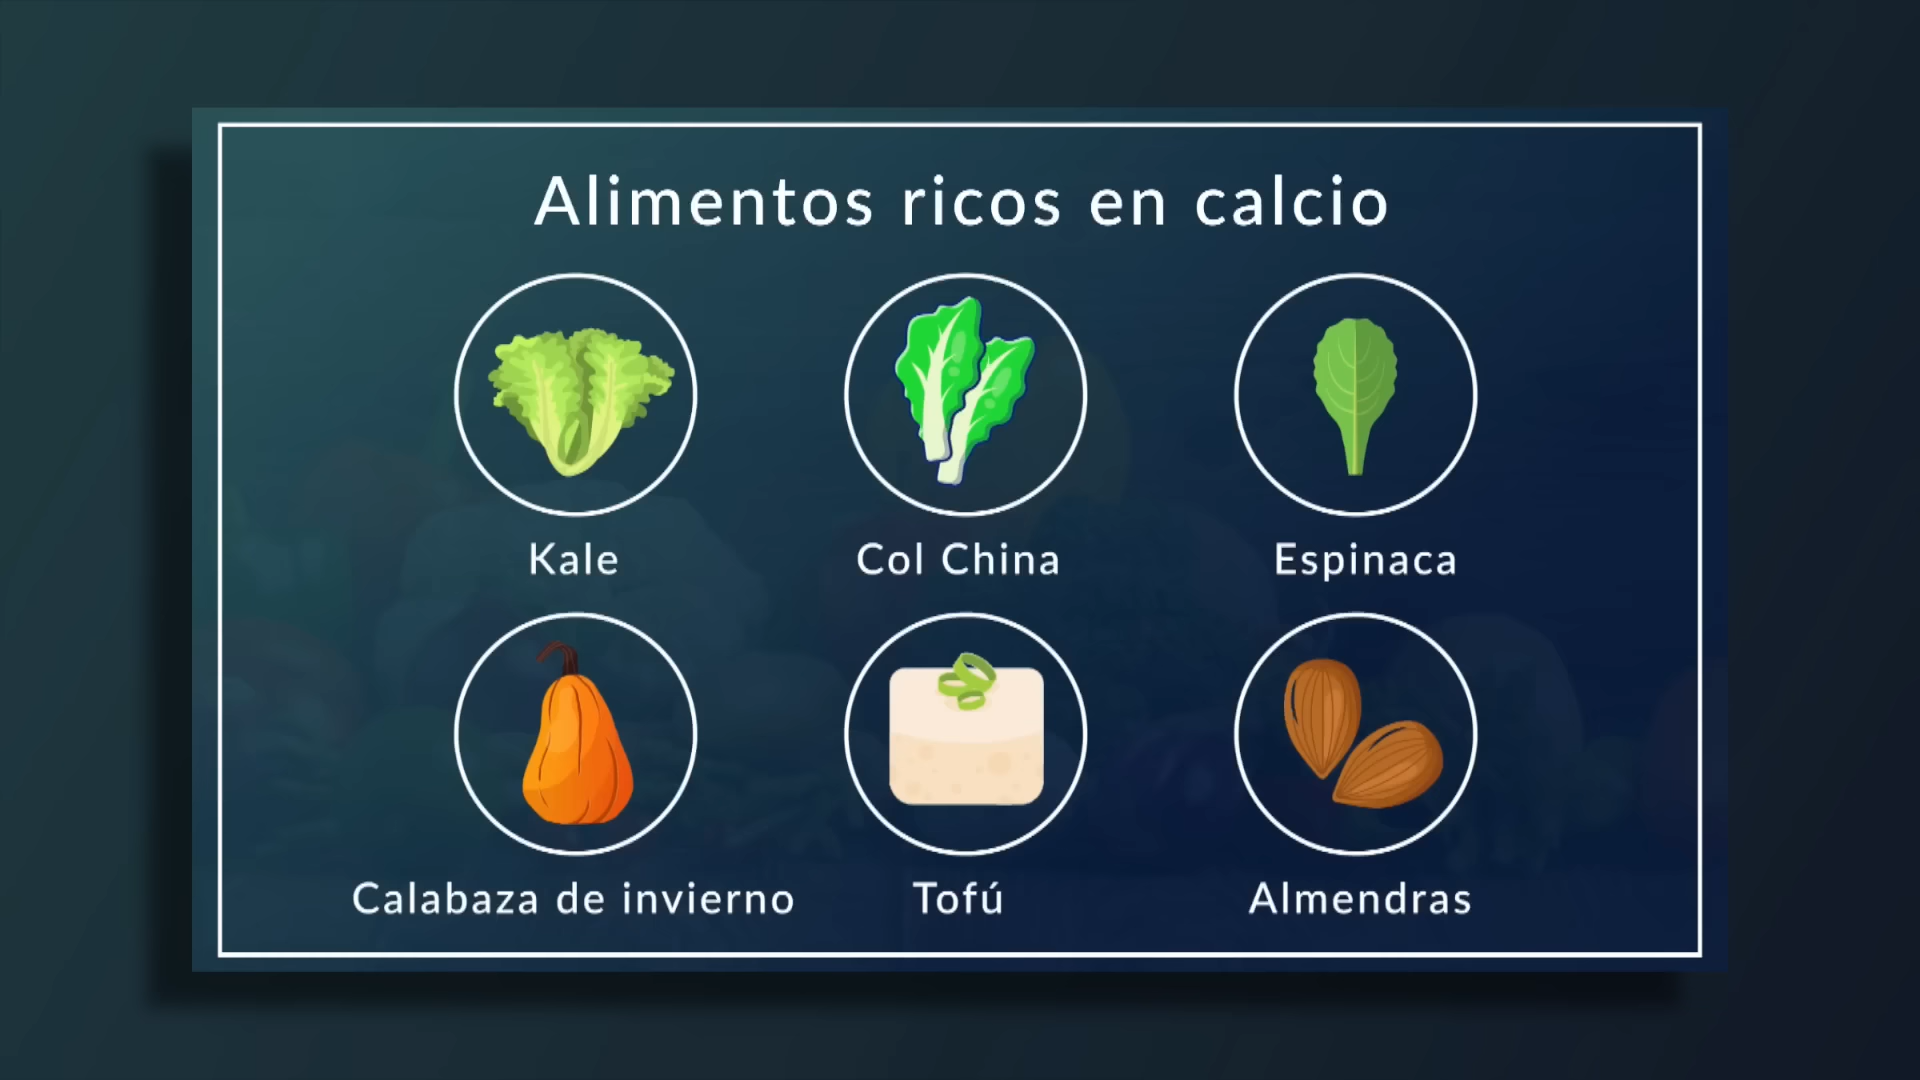 Alimentos ricos en calcio
Kale
Col China
Espinaca
Calabaza de invierno
Tofú
Almendras